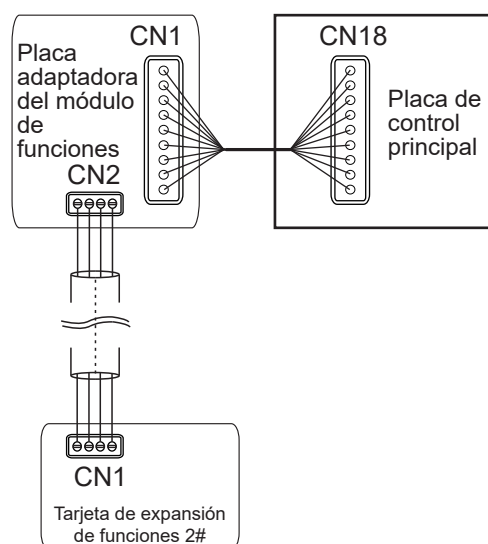 CN1
Placa
adaptadora
del módulo
de
funciones
CN2
CN18
Placa de
control
principal
CN1
Tarjeta de expansión
de funciones 2#